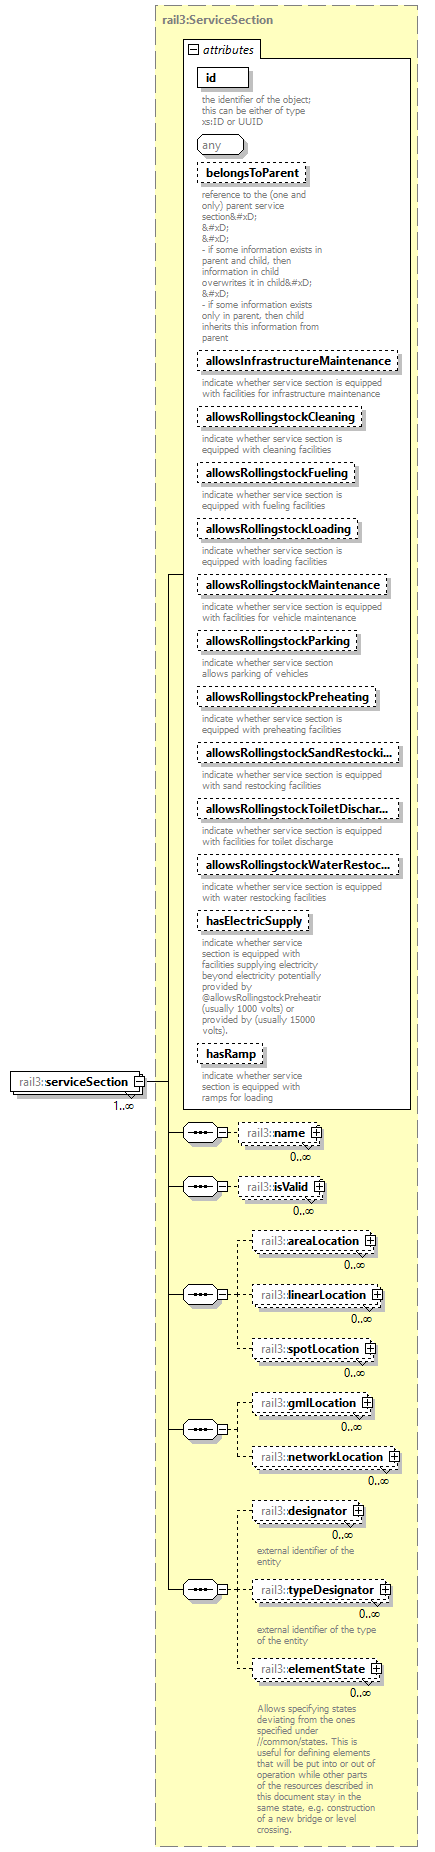 rail3:ServiceSection
attributes
id
the identifier of the object;
this can be either of type
xs:ID or UUID
any
belongsToParent
reference to the (one and
only) parent service
section&#xD;
&#xD;
&#xD;
- if some information exists in
parent and child, then
information in child
overwrites it in child&#xD;
&#xD;
- if some information exists
only in parent, then child
inherits this information from
parent
allowsInfrastructureMaintenance
indicate whether service section is equipped
with facilities for infrastructure maintenance
allowsRollingstockCleaning
indicate whether service section is
equipped with cleaning facilities
allowsRollingstockFueling
indicate whether service section is
equipped with fueling facilities
allowsRollingstockLoading
indicate whether service section is
equipped with loading facilities
allowsRollingstockMaintenance
indicate whether service section is equipped
with facilities for vehicle maintenance
allowsRollingstockParking
indicate whether service section
allows parking of vehicles
allowsRollingstockPreheating
indicate whether service section is
equipped with preheating facilities
allowsRollingstockSandRestocki...
indicate whether service section is equipped
with sand restocking facilities
allowsRollingstockToiletDischar...
indicate whether service section is equipped
with facilities for toilet discharge
allowsRollingstockWaterRestoc...
indicate whether service section is equipped
with water restocking facilities
hasElectricSupply
indicate whether service
section is equipped with
facilities supplying electricity
beyond electricity potentially
provided by
@allowsRollingstockPreheatir
(usually 1000 volts) or
provided by (usually 15000
volts).
hasRamp
indicate whether service
section is equipped with
ramps for loading
rail3:serviceSection
1..∞
rail3:name
0..∞
rail3:isValid
0..∞
rail3:areaLocation
0..∞
rail3:linearLocation
0..∞
rail3:spotLocation
0..∞
rail3:gmlLocation
0..∞
rail3:networkLocation
0..∞
rail3:designator
0..∞
external identifier of the
entity
rail3:typeDesignator
0..∞
external identifier of the type
of the entity
rail3:elementState
0..∞
Allows specifying states
deviating from the ones
specified under
//common/states. This is
useful for defining elements
that will be put into or out of
operation while other parts
of the resources described in
this document stay in the
same state, e.g. construction
of a new bridge or level
crossing.